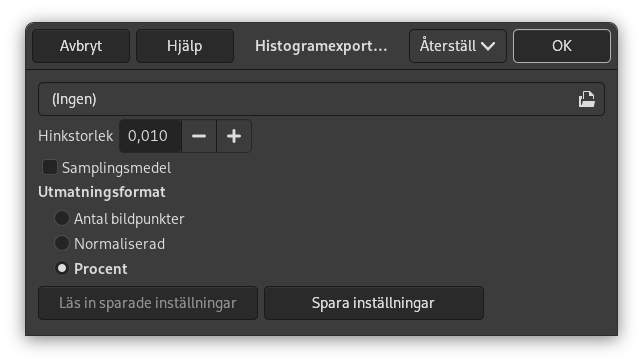 Avbryt Hjälp Histogramexport... Återställ OK
(Ingen)
Hinkstorlek 0,010
Samplingsmedel
Utmatningsformat
Antal bildpunkter
Normaliserad
Procent
Läs in sparade inställningar Spara inställningar